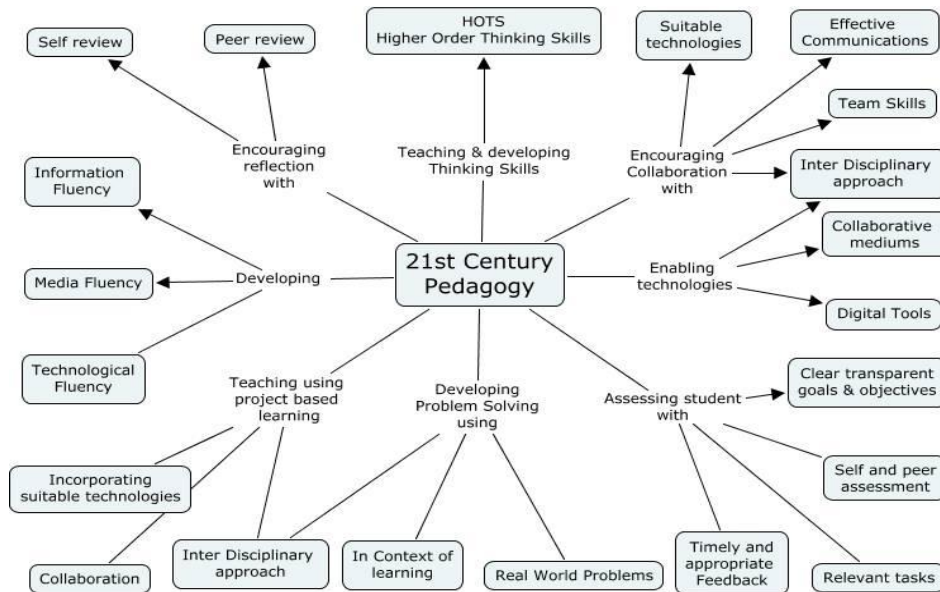 Self review
Peer review
HOTS
Higher Order Thinking Skills
Suitable
technologies
Effective
Communications
Team Skills
Encouraging
reflection
with
Teaching & developing
Thinking Skills
Encouraging
Collaboration
with
Information
Fluency
Inter Disciplinary
approach
Collaborative
mediums
21st Century
Pedagogy
Media Fluency
Developing
Enabling
technologies
Digital Tools
Technological
Fluency
Teaching using
project based
learning
Developing
Problem Solving
using
Assessing student
with
Clear transparent
goals & objectives
Incorporating
suitable technologies
Self and peer
assessment
Collaboration
Inter Disciplinary
approach
In Context of
learning
Real World Problems
Timely and
appropriate
Feedback
Relevant tasks